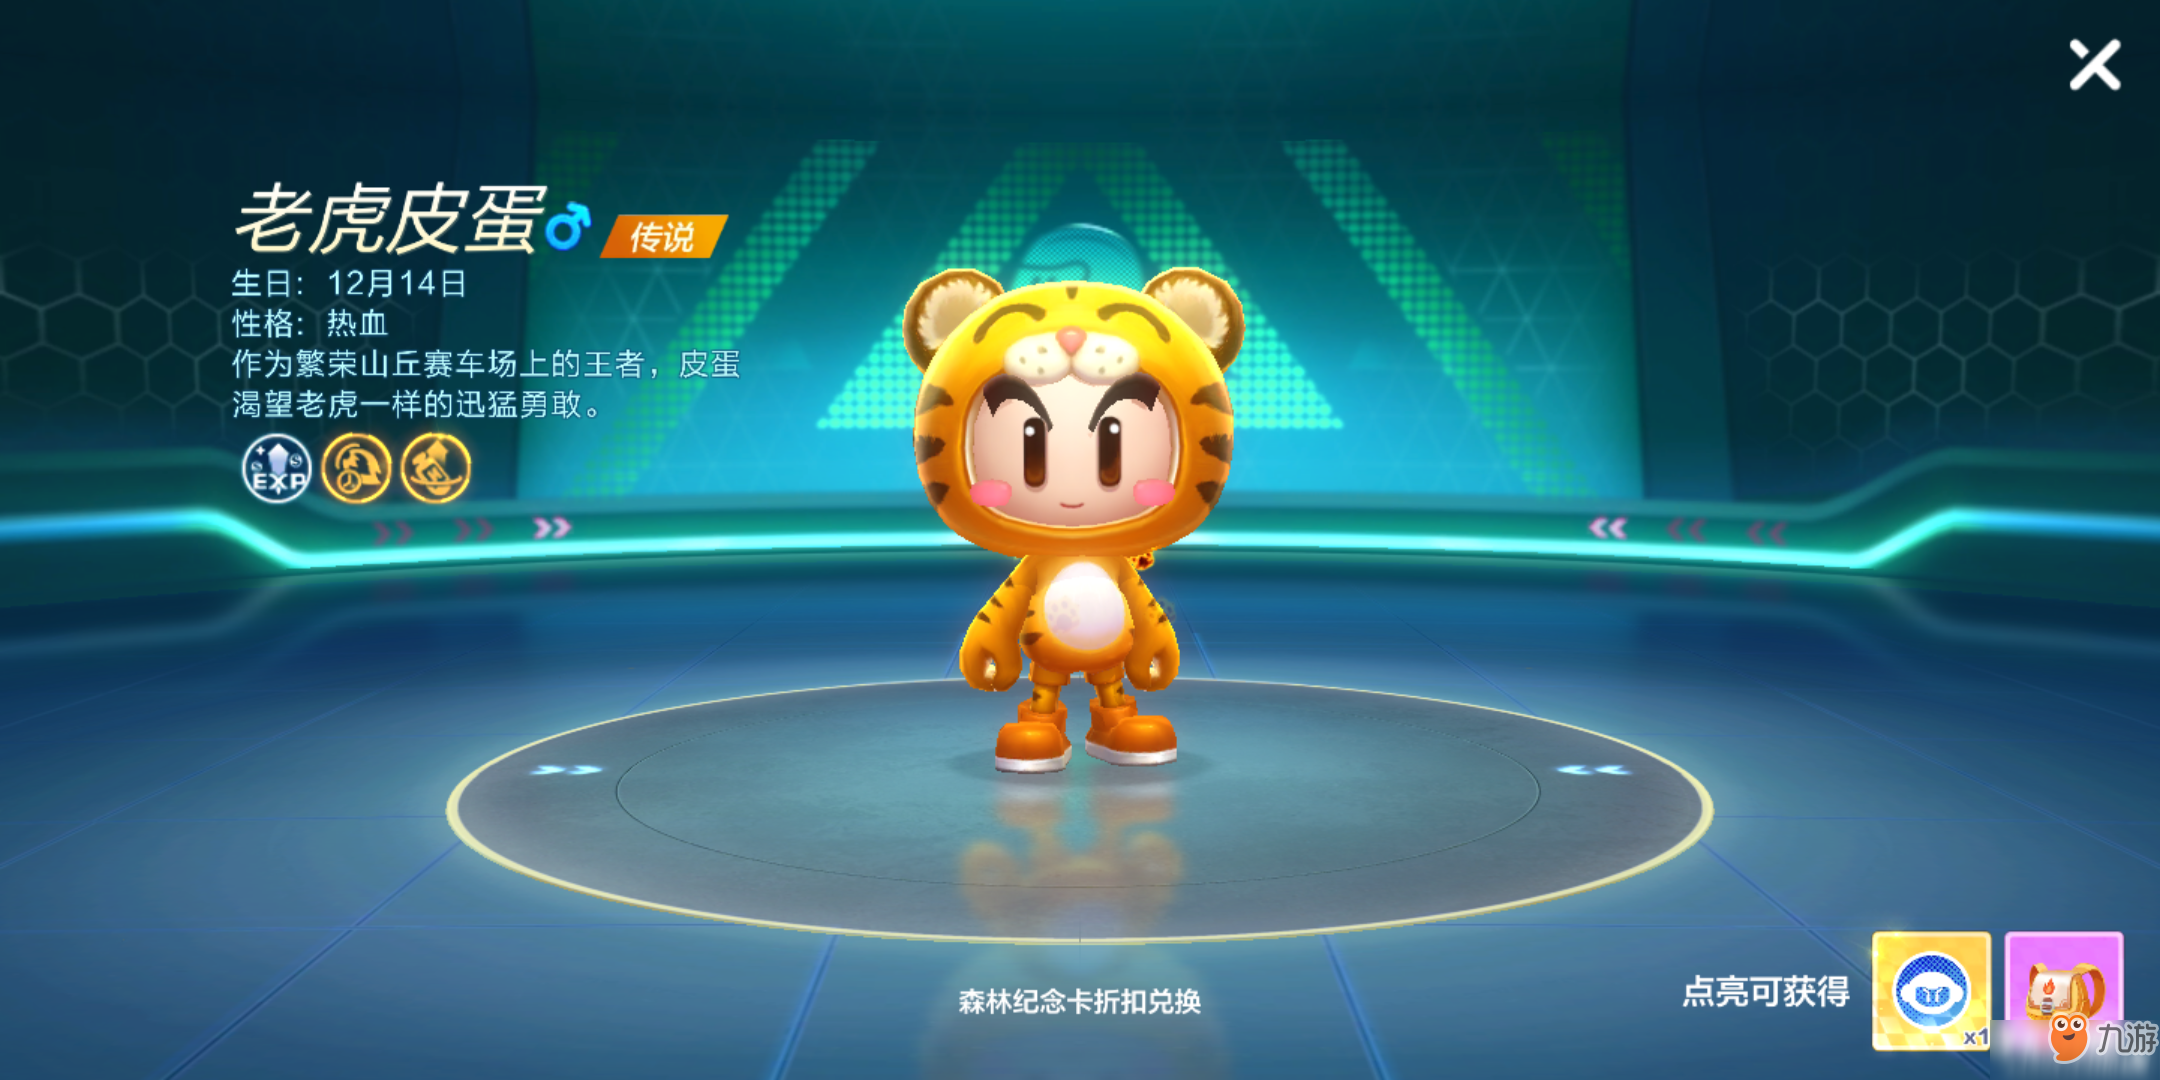 老虎皮蛋
传说
生日：12月14日
性格：热血
作为繁荣山丘赛车场上的王者，皮蛋
渴望老虎一样的迅猛勇敢。
EXP
森林纪念卡折扣兑换
点亮可获得
x1
九游